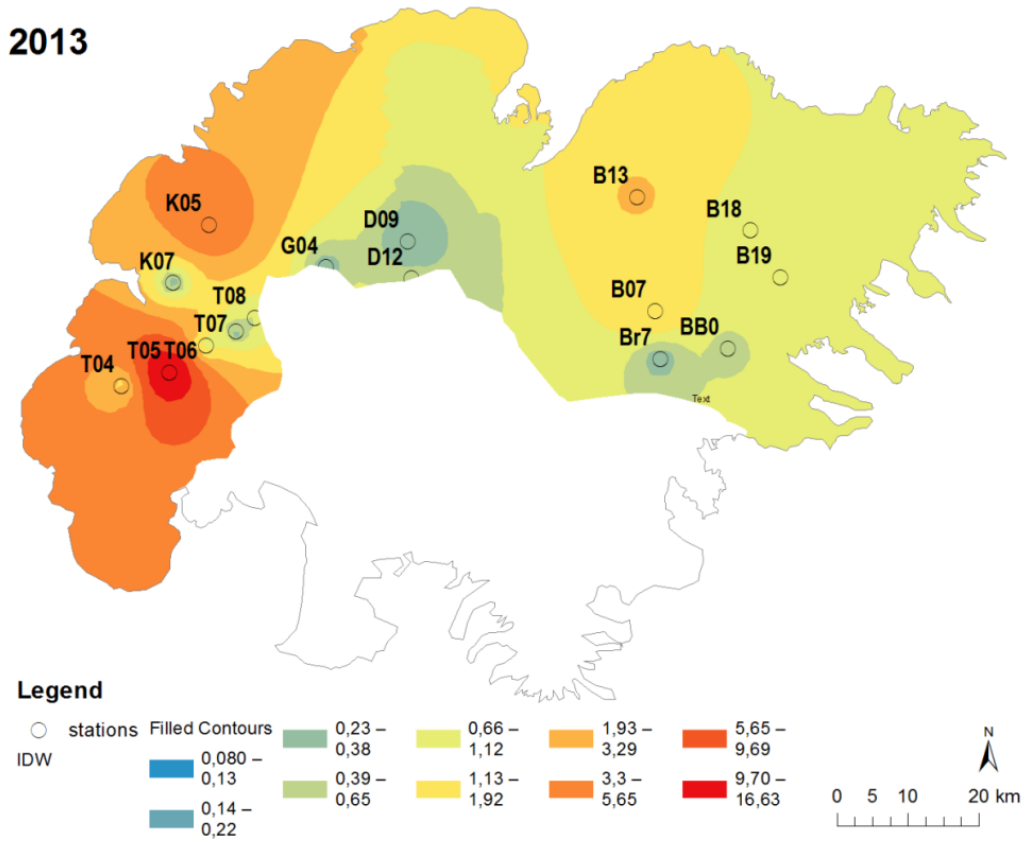 2013
B13
K05
B18
D09
G04
D12
B19
K07
B07
T08
T07
Br7
BB0
T05 T06
T04
Text
Legend
stations
IDW
Filled Contours
0,080 –
0,13
0,14 –
0,22
0,23 –
0,38
0,39 –
0,65
0,66 –
1,12
1,13 –
1,92
1,93 –
3,29
3,3 –
5,65
5,65 –
9,69
9,70 –
16,63
N
0 5 10 20 km